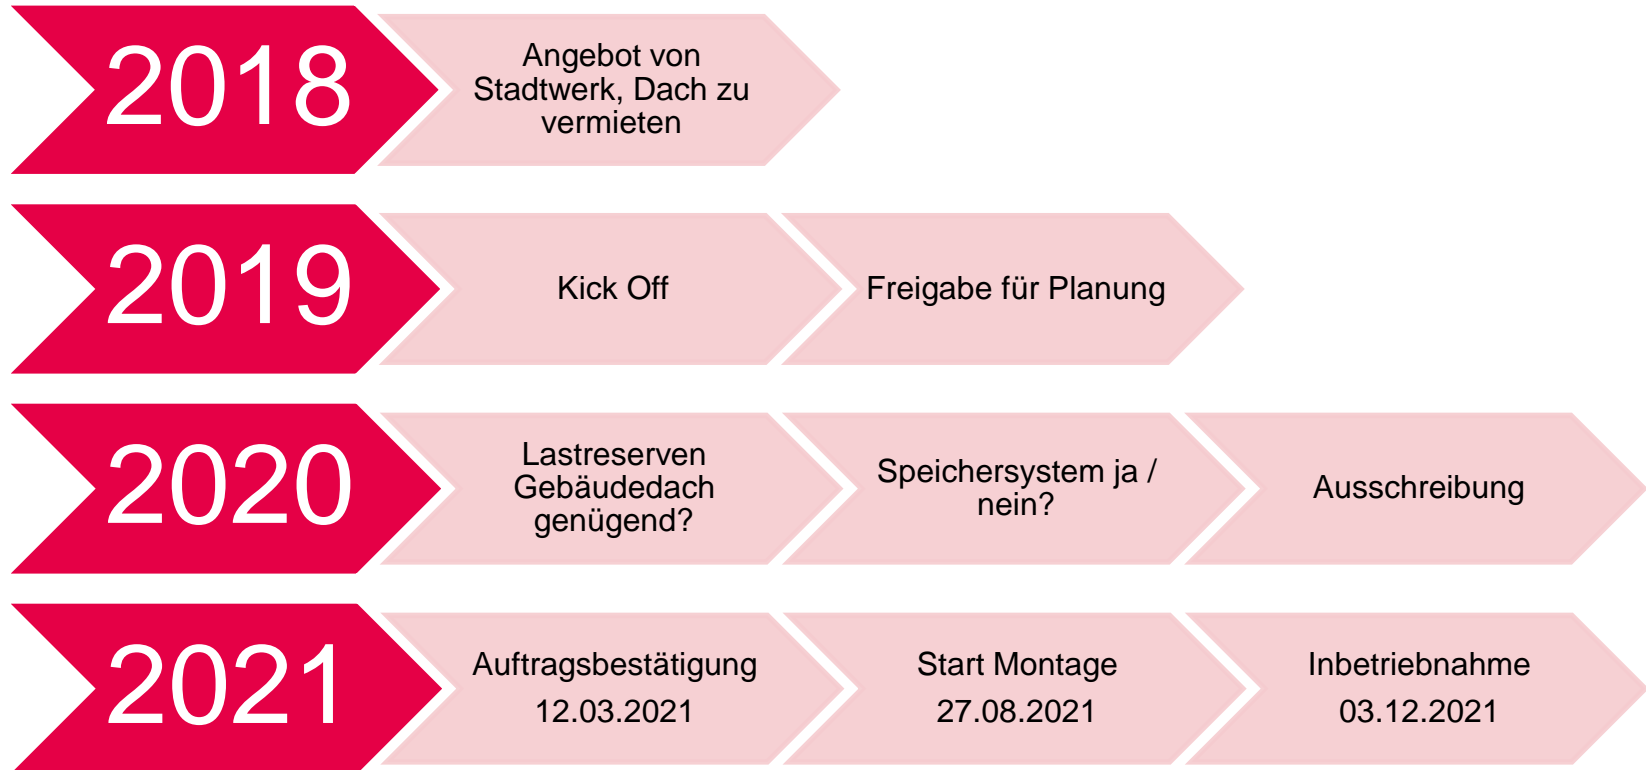 2018
Angebot von
Stadtwerk, Dach zu
vermieten
2019
Kick Off
Freigabe für Planung
2020
Lastreserven
Gebäudedach
genügend?
Speichersystem ja /
nein?
Ausschreibung
2021
Auftragsbestätigung
12.03.2021
Start Montage
27.08.2021
Inbetriebnahme
03.12.2021